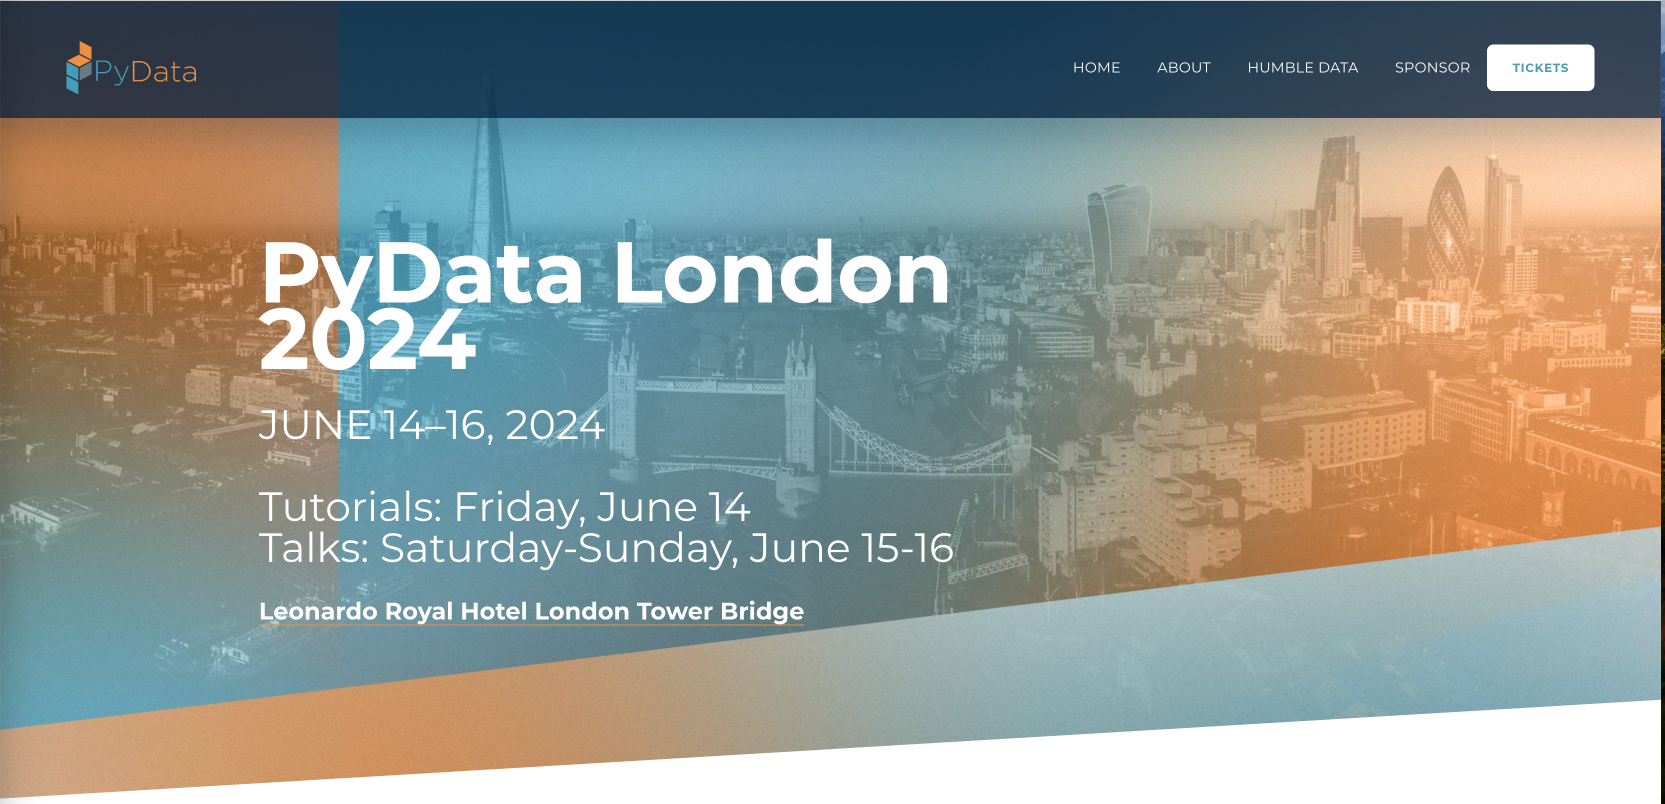 PyData
HOME ABOUT HUMBLE DATA SPONSOR TICKETS
PyData London
2024
JUNE 14–16, 2024
Tutorials: Friday, June 14
Talks: Saturday-Sunday, June 15-16
Leonardo Royal Hotel London Tower Bridge